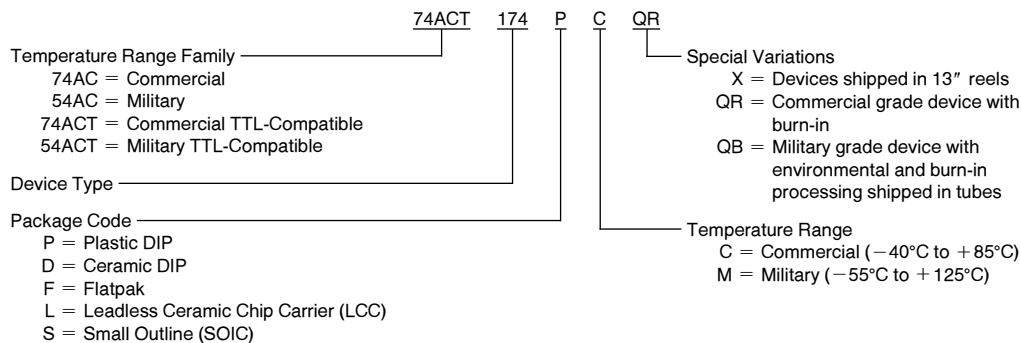 74ACT 174 P C QR
Temperature Range Family
74AC = Commercial
54AC = Military
74ACT = Commercial TTL-Compatible
54ACT = Military TTL-Compatible
Device Type
Package Code
P = Plastic DIP
D = Ceramic DIP
F = Flatpak
L = Leadless Ceramic Chip Carrier (LCC)
S = Small Outline (SOIC)
Special Variations
X = Devices shipped in 13″ reels
QR = Commercial grade device with
burn-in
QB = Military grade device with
environmental and burn-in
processing shipped in tubes
Temperature Range
C = Commercial (−40°C to +85°C)
M = Military (−55°C to +125°C)